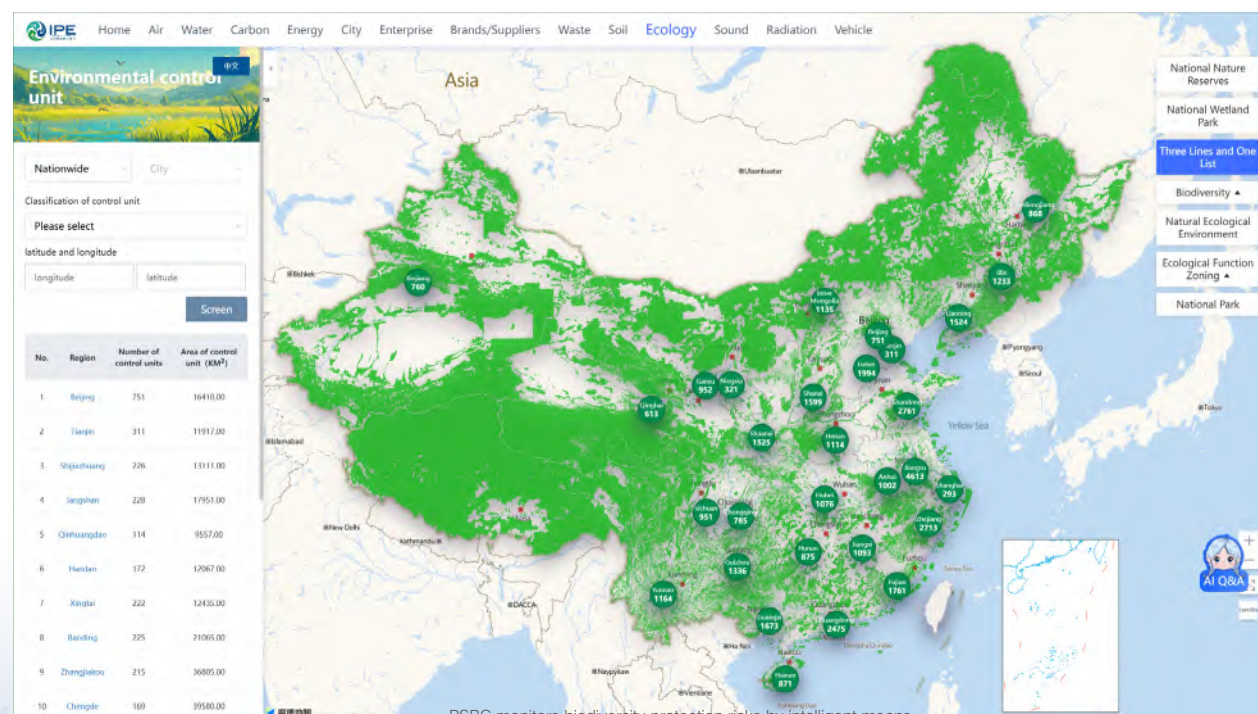 IPE
Home Air Water Carbon Energy City Enterprise Brands/Suppliers Waste Soil Ecology Sound Radiation Vehicle
Environmental control
unit
中文
Nationwide
City
Classification of control unit
Please select
latitude and longitude
longitude
latitude
Screen
No. Region Number of control units Area of control unit (KM²)
1 Beijing 751 16410.00
2 Tianjin 311 11917.00
3 Shijiazhuang 226 13111.00
4 tangshan 228 17951.00
5 Qinhuangdao 114 9557.00
6 Handan 172 12067.00
7 Xingtai 222 12435.00
8 Baoding 225 21065.00
9 Zhangjiakou 215 36805.00
10 Chengde 169 39580.00
Asia
Ulaanbaatar
Bishkek
Islamabad
New Delhi
Kathmandu
DACCA
Naypyitaw
Vientiane
Ha Noi
Pyongyang
Seoul
Tokyo
Yellow Sea
868
Jilin
1233
Liaoning
1524
Xinjiang
760
Inner
Mongolia
1135
Beijing
751
311
Hebei
1994
Gansu
952
Ningxia
321
Shanxi
1599
Shandong
2761
Qinghai
613
Shaanxi
1525
Henan
1114
Anhui
1002
Jiangsu
4613
Shanghai
293
Wuhan
Hubei
1076
Sichuan
951
Chongqing
785
Zhejiang
2713
Hunan
875
Jiangxi
1093
Guizhou
1336
Fuzhou
Fujian
1761
Yunnan
1164
Guangxi
1673
Guangdong
2475
Hainan
871
National Nature
Reserves
National Wetland
Park
Three Lines and One
List
Biodiversity ▲
Natural Ecological
Environment
Ecological Function
Zoning ▲
National Park
AI Q&A
PSBC monitors biodiversity protection risks by intelligent means